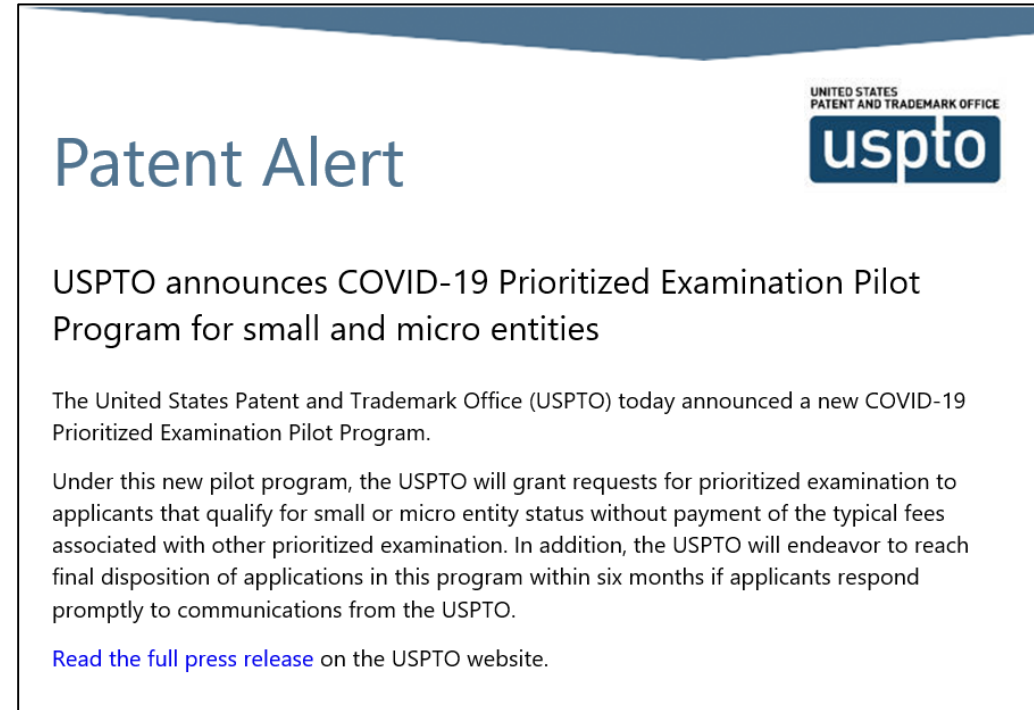 UNITED STATES
PATENT AND TRADEMARK OFFICE
uspto
Patent Alert
USPTO announces COVID-19 Prioritized Examination Pilot
Program for small and micro entities
The United States Patent and Trademark Office (USPTO) today announced a new COVID-19
Prioritized Examination Pilot Program.
Under this new pilot program, the USPTO will grant requests for prioritized examination to
applicants that qualify for small or micro entity status without payment of the typical fees
associated with other prioritized examination. In addition, the USPTO will endeavor to reach
final disposition of applications in this program within six months if applicants respond
promptly to communications from the USPTO.
Read the full press release on the USPTO website.